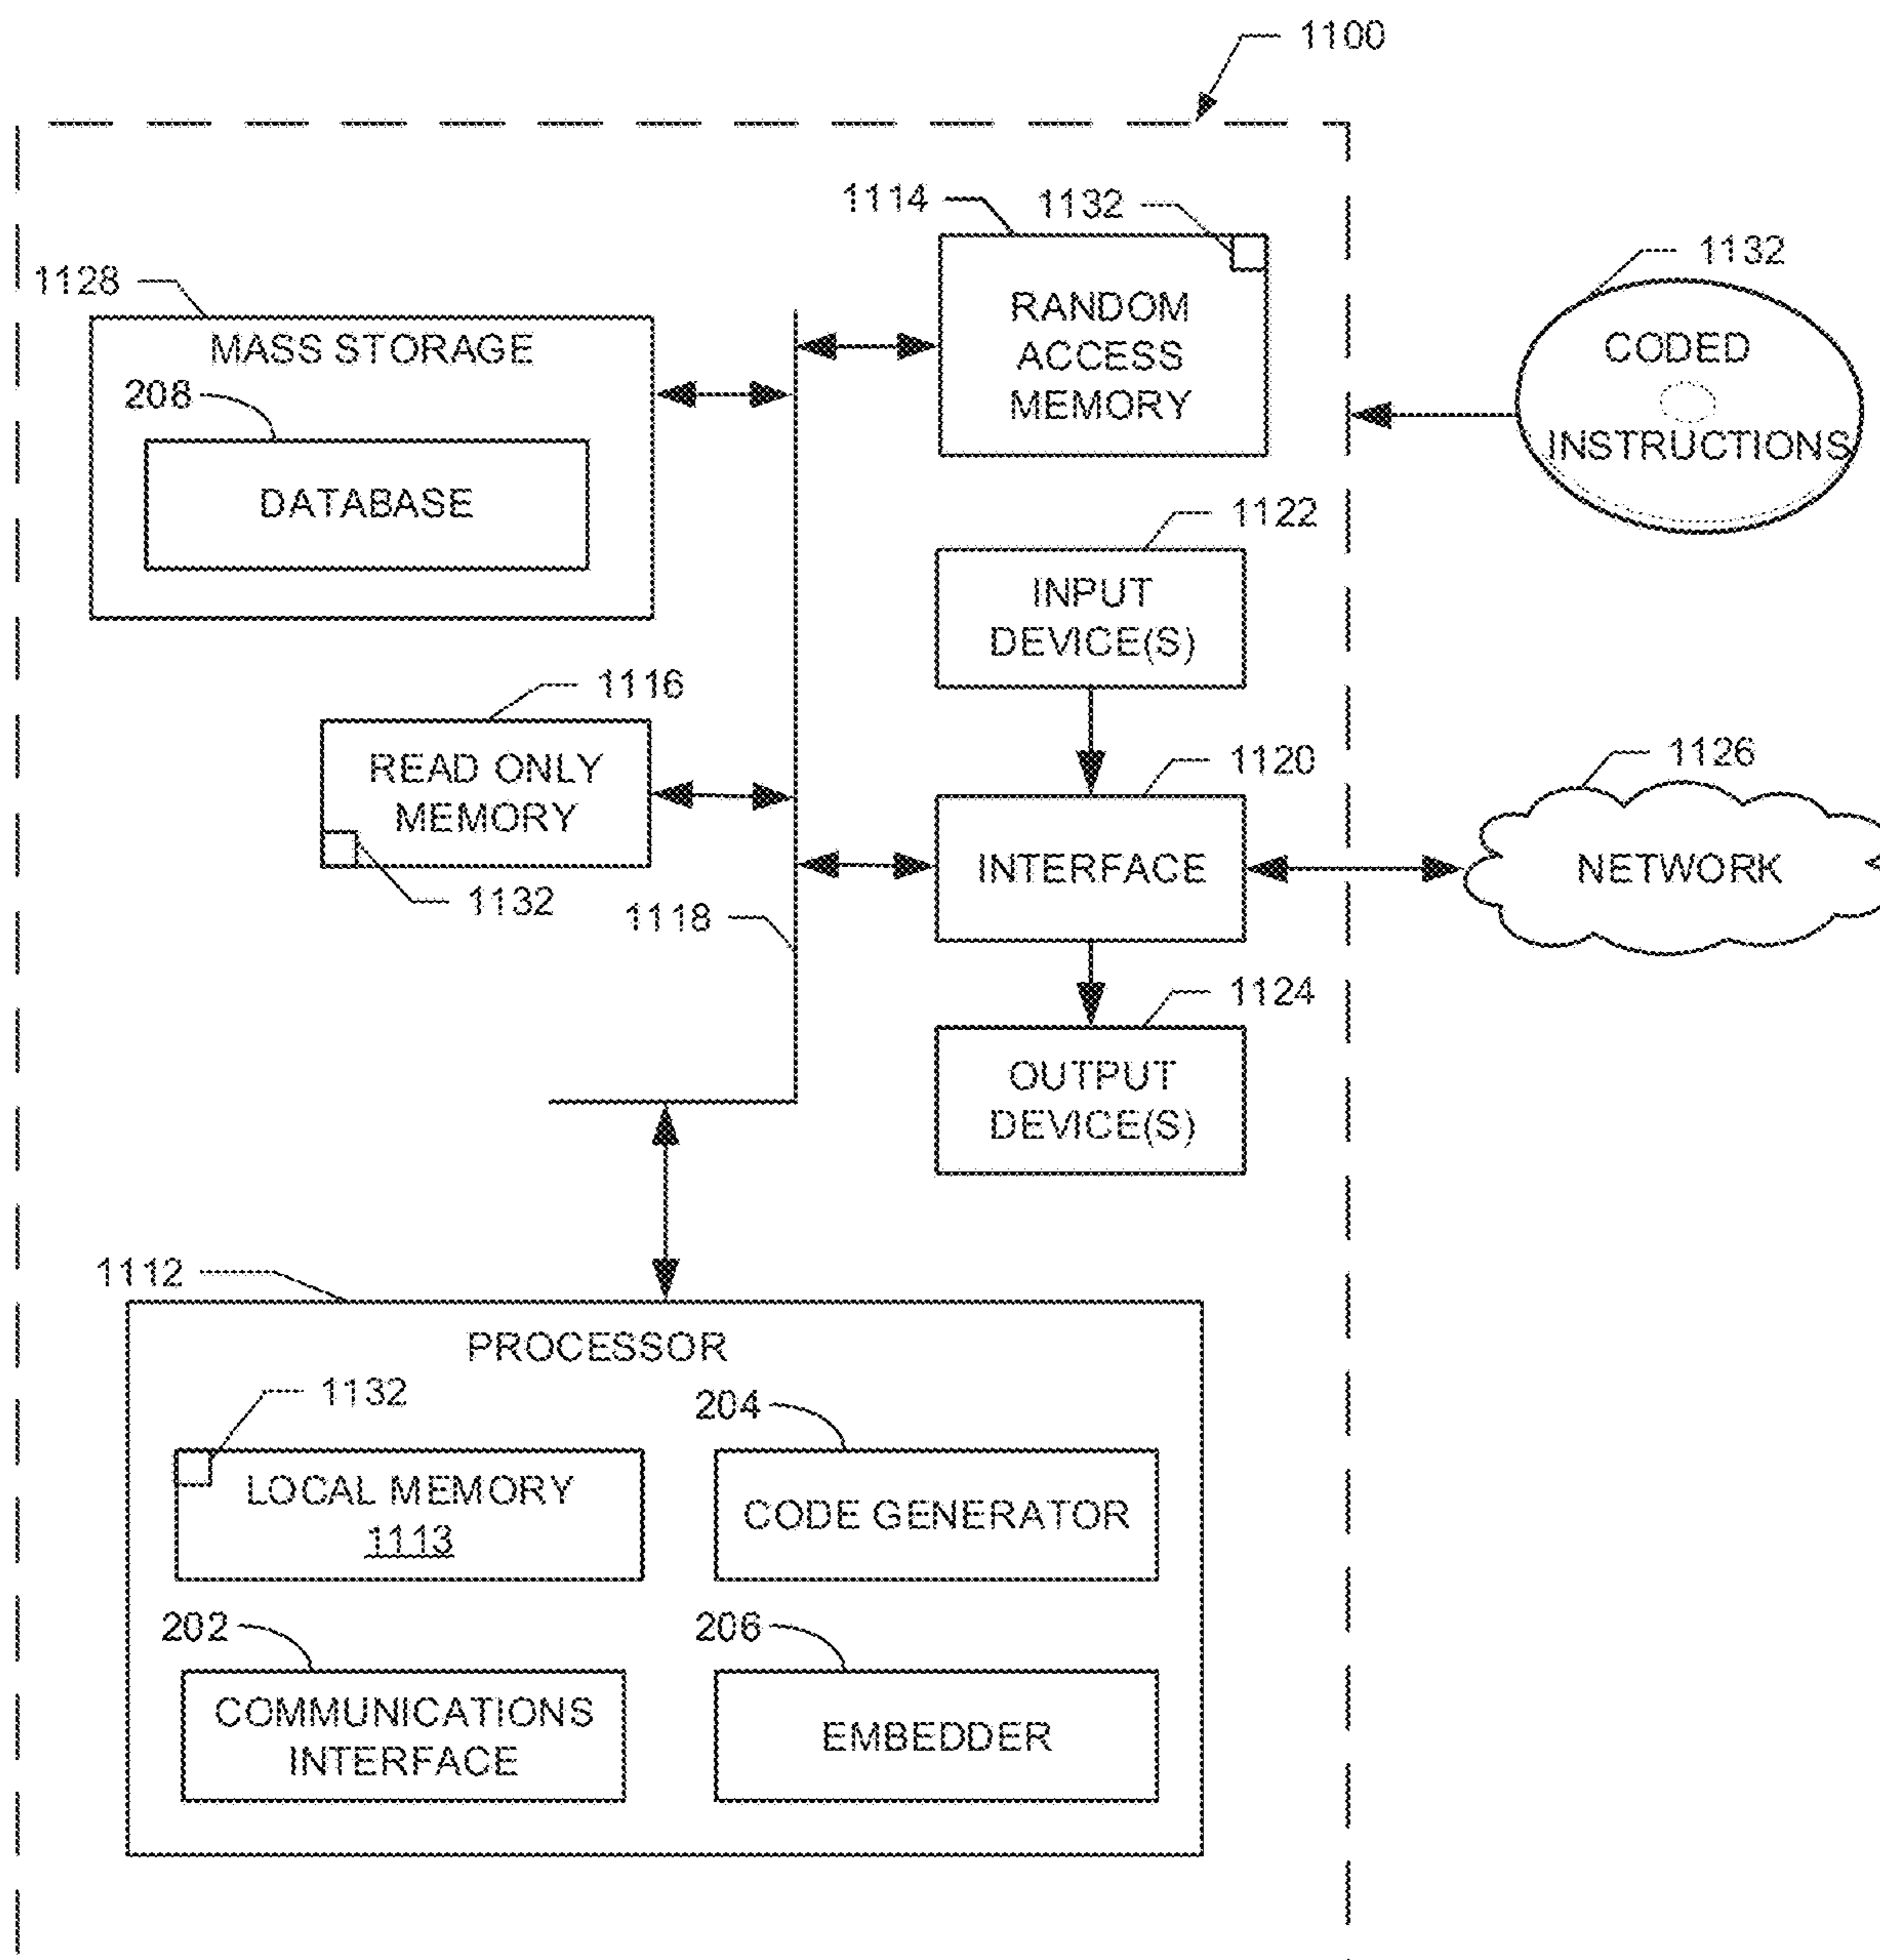 1100
1114
1132
RANDOM
ACCESS
MEMORY
1128
MASS STORAGE
208
DATABASE
1132
CODED
INSTRUCTIONS
1122
INPUT
DEVICE(S)
1116
READ ONLY
MEMORY
1132
1118
1120
INTERFACE
1126
NETWORK
1124
OUTPUT
DEVICE(S)
1112
PROCESSOR
1132
LOCAL MEMORY
1113
204
CODE GENERATOR
202
COMMUNICATIONS
INTERFACE
206
EMBEDDER